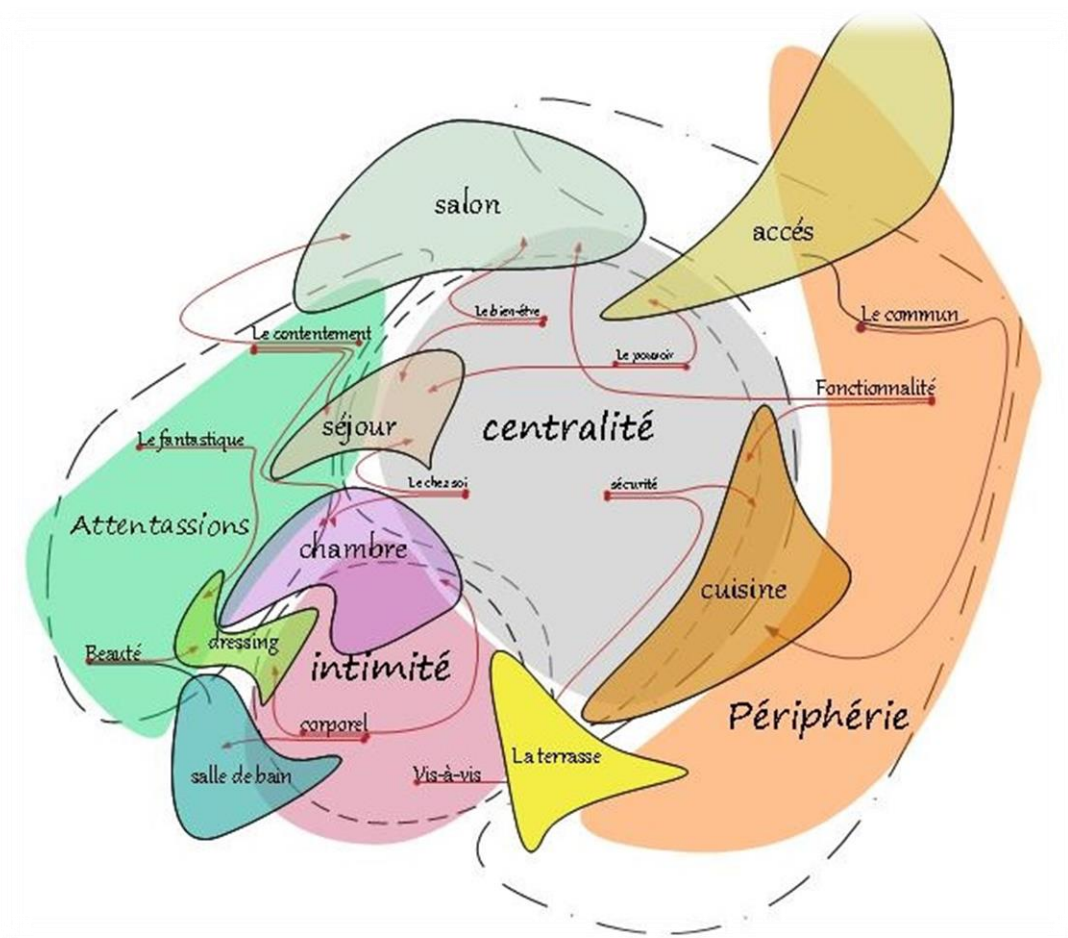 salon
accés
Le bien-être
Le commun
Le contentement
Le pouvoir
Fonctionnalité
séjour
centralité
Le fantastique
Le chez soi
sécurité
Attentassions
chambre
cuisine
dressing
Beauté
intimité
corporel
Périphérie
La terrasse
salle de bain
Vis-à-vis